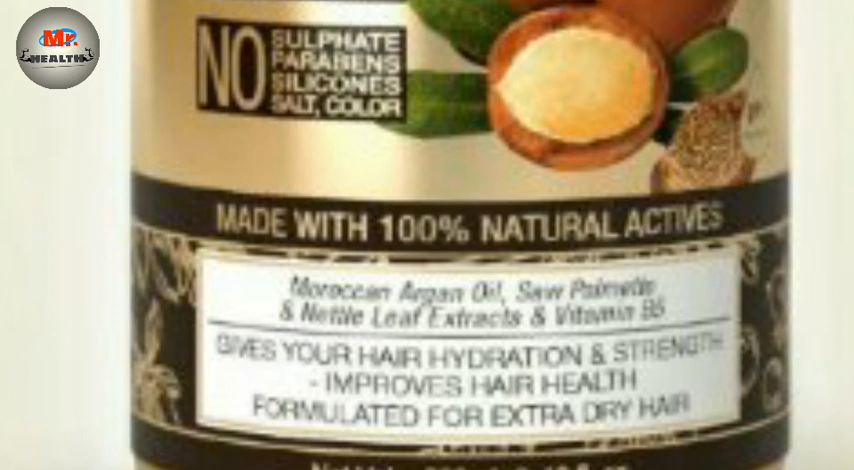 Mr.
HEALTH
NO SULPHATE
PARABENS
SILICONES
SALT, COLOR
MADE WITH 100% NATURAL ACTIVES
Moroccan Argan Oil, Saw Palmetto
& Nettle Leaf Extracts & Vitamin B5
GIVES YOUR HAIR HYDRATION & STRENGTH
- IMPROVES HAIR HEALTH
FORMULATED FOR EXTRA DRY HAIR